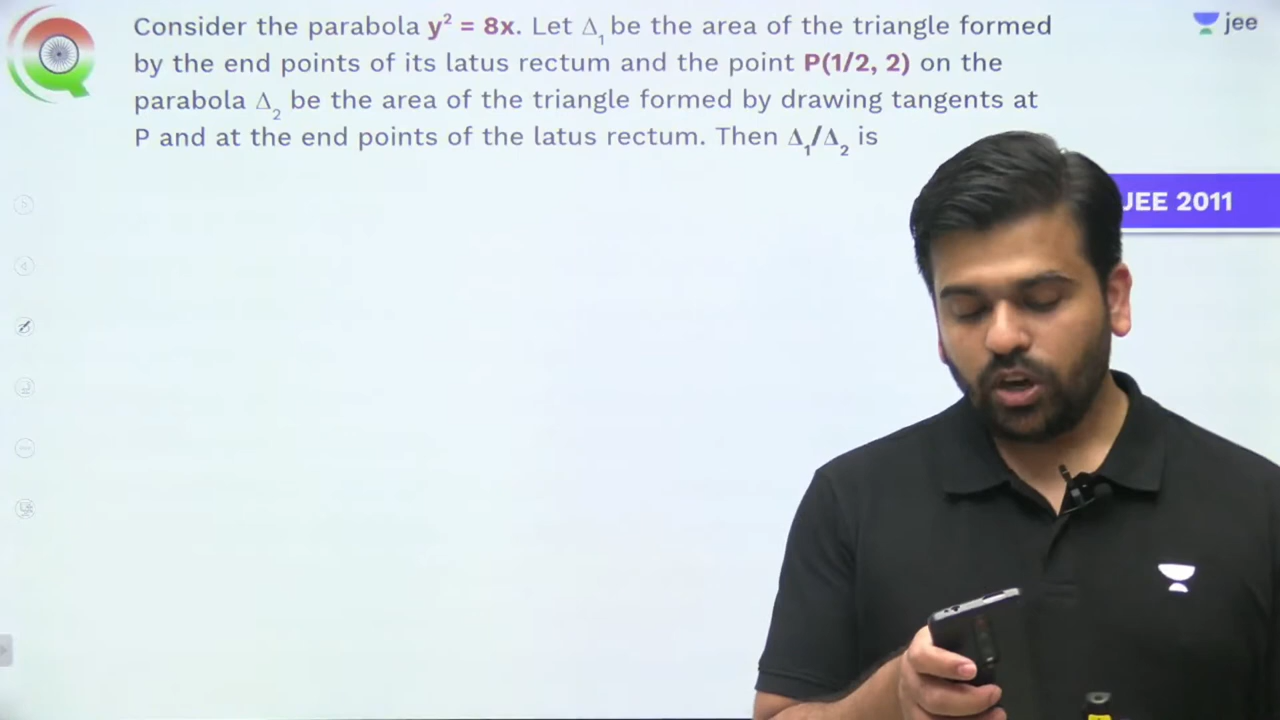 Consider the parabola y² = 8x. Let Δ₁ be the area of the triangle formed
by the end points of its latus rectum and the point P(1/2, 2) on the
parabola Δ₂ be the area of the triangle formed by drawing tangents at
P and at the end points of the latus rectum. Then Δ₁/Δ₂ is
jee
JEE 2011